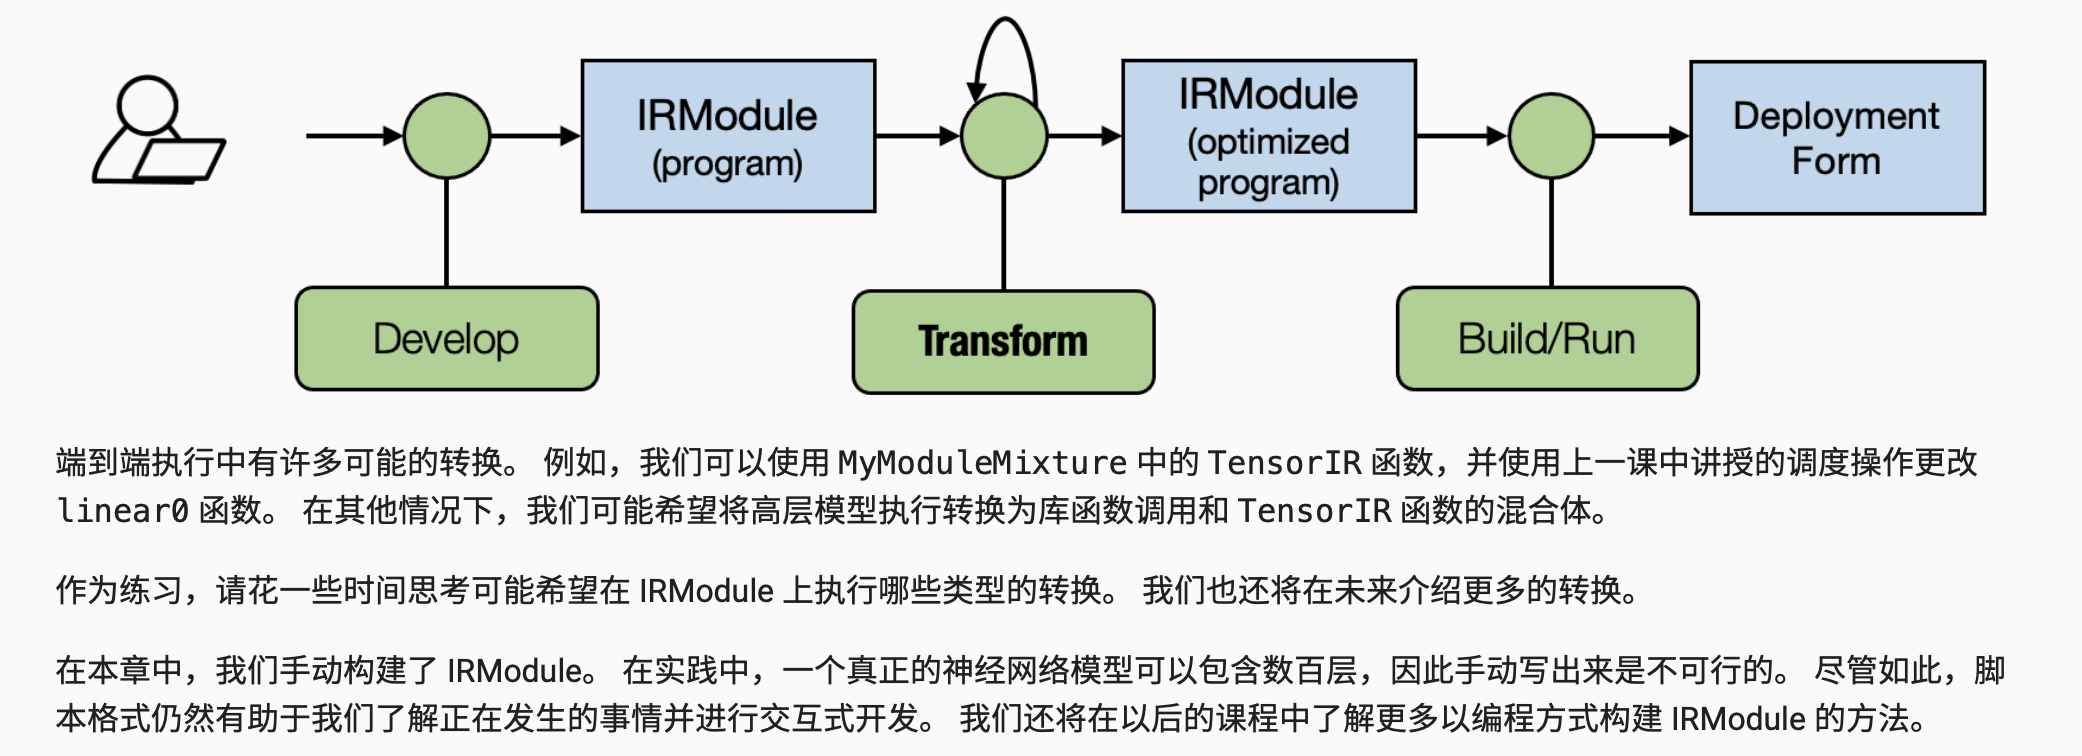 IRModule
(program)
IRModule
(optimized
program)
Deployment
Form
Develop
Transform
Build/Run
端到端执行中有许多可能的转换。 例如，我们可以使用 MyModuleMixture 中的 TensorIR 函数，并使用上一课中讲授的调度操作更改
linear0 函数。 在其他情况下，我们可能希望将高层模型执行转换为库函数调用和 TensorIR 函数的混合体。
作为练习，请花一些时间思考可能希望在 IRModule 上执行哪些类型的转换。 我们也还将在未来介绍更多的转换。
在本章中，我们手动构建了 IRModule。 在实践中，一个真正的神经网络模型可以包含数百层，因此手动写出来是不可行的。 尽管如此，脚
本格式仍然有助于我们了解正在发生的事情并进行交互式开发。 我们还将在以后的课程中了解更多以编程方式构建 IRModule 的方法。